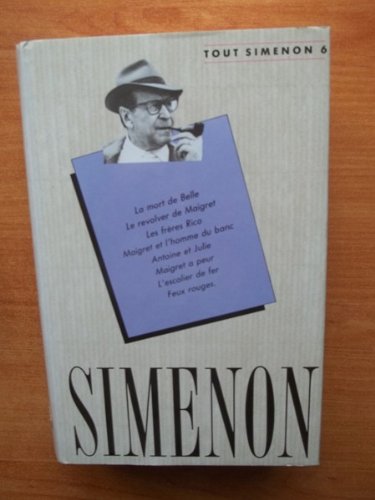 TOUT SIMENON 6
La mort de Belle
Le revolver de Maigret
Les frères Rico
Maigret et l'homme du banc
Antoine et Julie
Maigret a peur
L'escalier de fer
Feux rouges.
SIMENON